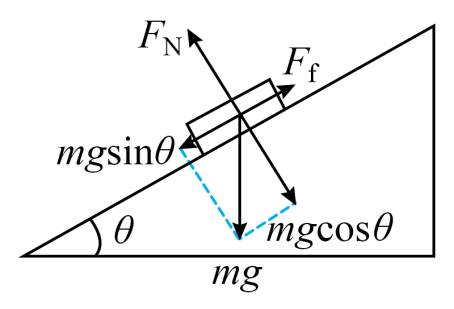 F_N
F_f
mgsinθ
θ
mgcosθ
mg